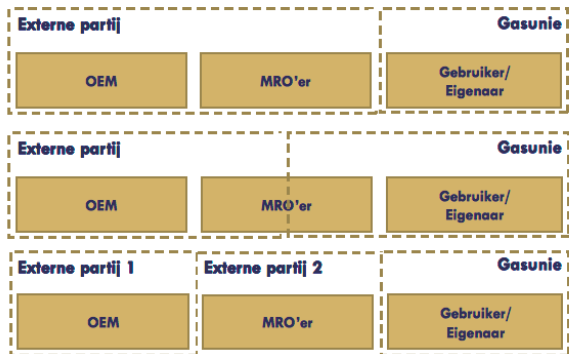 Externe partij Gasunie
OEM MRO'er Gebruiker/
Eigenaar
Externe partij Gasunie
OEM MRO'er Gebruiker/
Eigenaar
Externe partij 1 Externe partij 2 Gasunie
OEM MRO'er Gebruiker/
Eigenaar